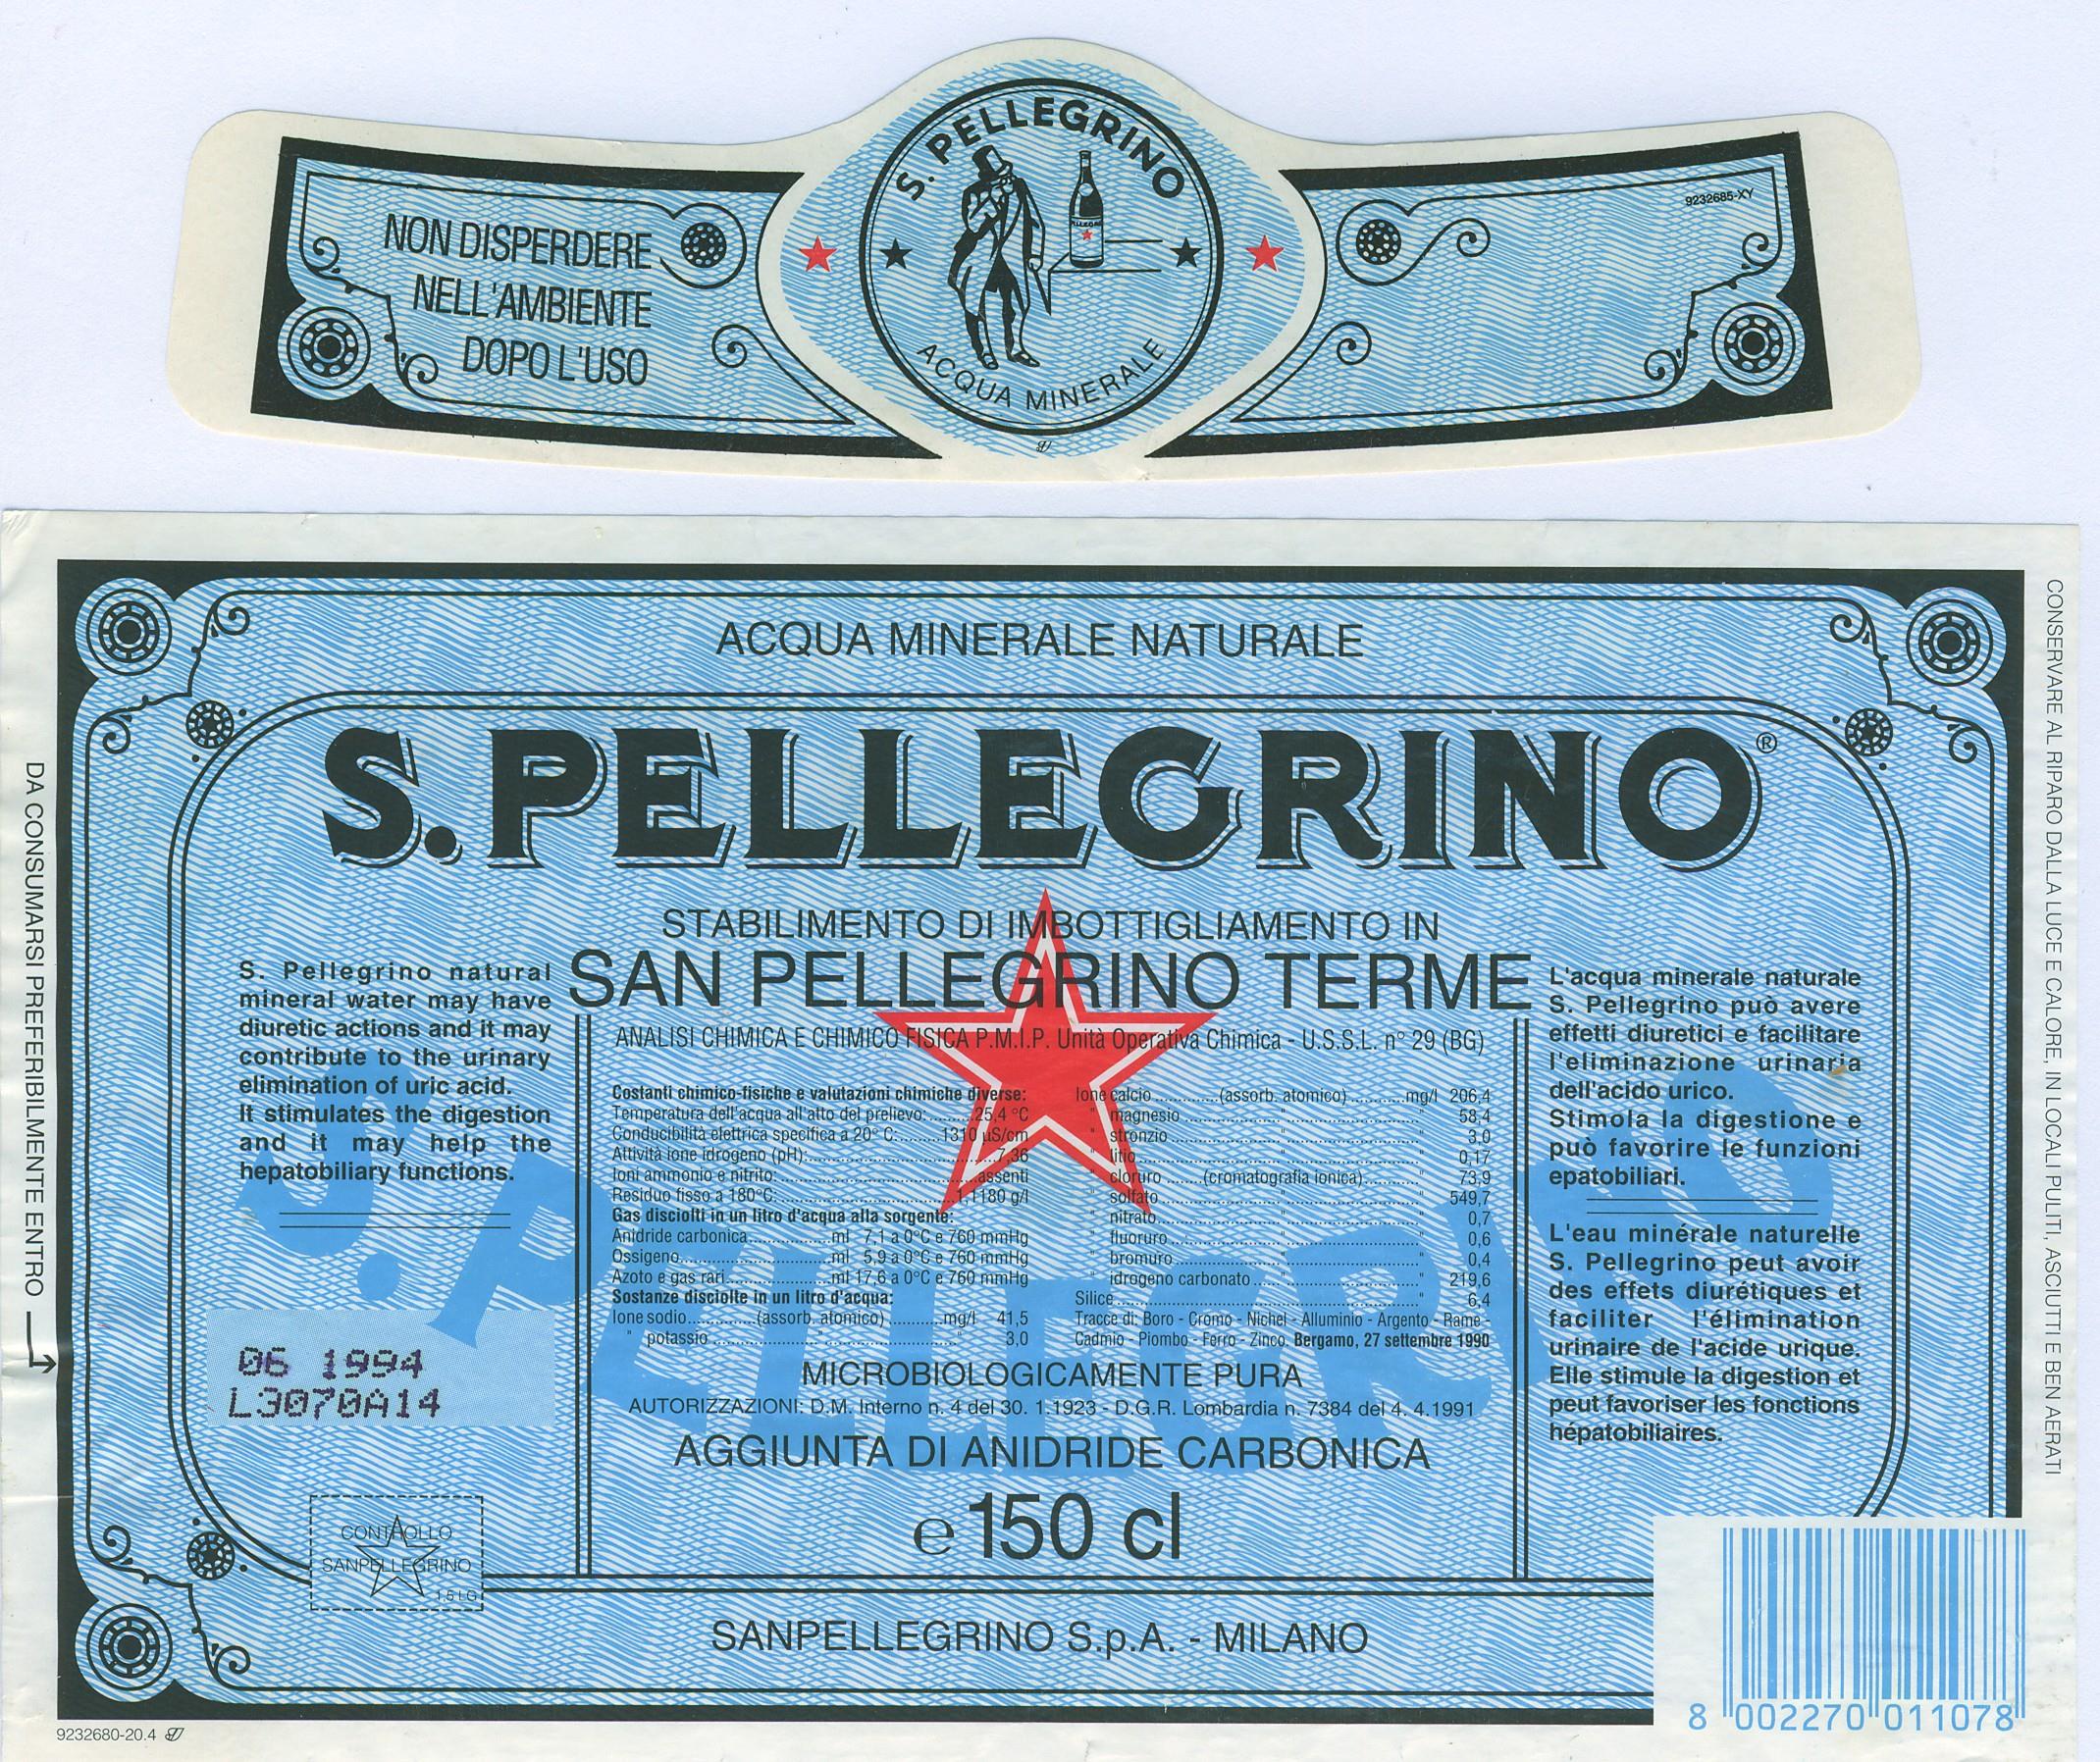 S. PELLEGRINO
ACQUA MINERALE
NON DISPERDERE
NELL'AMBIENTE
DOPO L'USO
9232685-XY
ACQUA MINERALE NATURALE
S.PELLEGRINO®
STABILIMENTO DI IMBOTTIGLIAMENTO IN
SAN PELLEGRINO TERME
S. Pellegrino natural
mineral water may have
diuretic actions and it may
contribute to the urinary
elimination of uric acid.
It stimulates the digestion
and it may help the
hepatobiliary functions.
06 1994
L3070A14
CONTROLLO
SANPELLEGRINO
1,5 LG
ANALISI CHIMICA E CHIMICO FISICA P.M.I.P. Unità Operativa Chimica - U.S.S.L. n° 29 (BG)
Costanti chimico-fisiche e valutazioni chimiche diverse:
Temperatura dell'acqua all'atto del prelievo:..........25,4 °C
Conducibilità elettrica specifica a 20° C:........1310 µS/cm
Attività ione idrogeno (pH):..........7,36
Ioni ammonio e nitrito:..........assenti
Residuo fisso a 180°C:..........1,1180 g/l
Gas disciolti in un litro d'acqua alla sorgente:
Anidride carbonica..........ml 7,1 a 0°C e 760 mmHg
Ossigeno..........ml 5,9 a 0°C e 760 mmHg
Azoto e gas rari..........ml 17,6 a 0°C e 760 mmHg
Sostanze disciolte in un litro d'acqua:
Ione sodio..........(assorb. atomico)..........mg/l 41,5
" potassio.........."..........." 3,0
Ione calcio..........(assorb. atomico)..........mg/l 206,4
" magnesio.........."..........." 58,4
" stronzio.........."..........." 3,0
" litio.........."..........." 0,17
" cloruro..........(cromatografia ionica)..........." 73,9
" solfato.........."..........." 549,7
" nitrato.........."..........." 0,7
" fluoruro.........."..........." 0,6
" bromuro.........."..........." 0,4
" idrogeno carbonato.........."..........." 219,6
Silice..........." 6,4
Tracce di: Boro - Cromo - Nichel - Alluminio - Argento - Rame -
Cadmio - Piombo - Ferro - Zinco. Bergamo, 27 settembre 1990
MICROBIOLOGICAMENTE PURA
AUTORIZZAZIONI: D.M. Interno n. 4 del 30. 1.1923 - D.G.R. Lombardia n. 7384 del 4. 4.1991
AGGIUNTA DI ANIDRIDE CARBONICA
℮ 150 cl
L'acqua minerale naturale
S. Pellegrino può avere
effetti diuretici e facilitare
l'eliminazione urinaria
dell'acido urico.
Stimola la digestione e
può favorire le funzioni
epatobiliari.
L'eau minérale naturelle
S. Pellegrino peut avoir
des effets diurétiques et
faciliter l'élimination
urinaire de l'acide urique.
Elle stimule la digestion et
peut favoriser les fonctions
hépatobiliaires.
S.PELLEGRINO
SANPELLEGRINO S.p.A. - MILANO
8 002270 011078
DA CONSUMARSI PREFERIBILMENTE ENTRO
CONSERVARE AL RIPARO DALLA LUCE E CALORE, IN LOCALI PULITI, ASCIUTTI E BEN AERATI
9232680-20.4